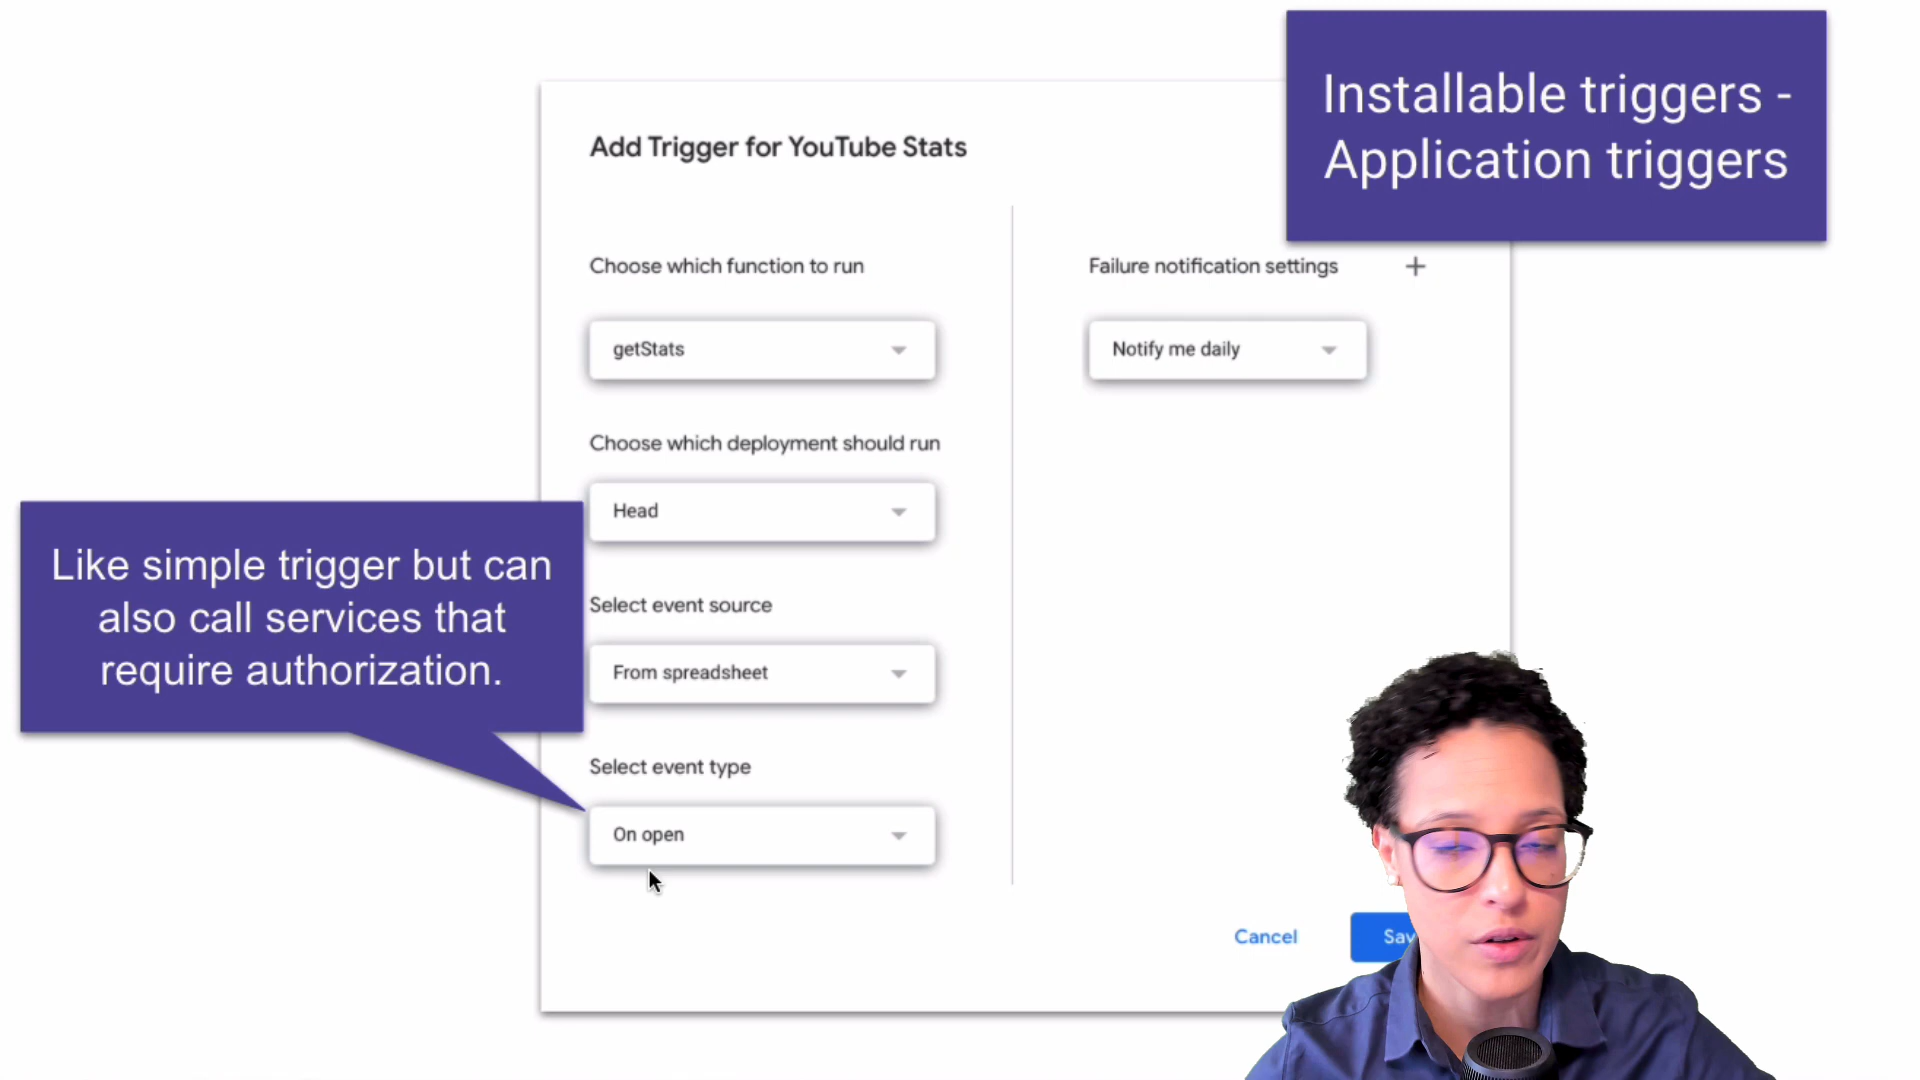 Installable triggers -
Application triggers
Add Trigger for YouTube Stats
Choose which function to run
getStats
Choose which deployment should run
Head
Select event source
From spreadsheet
Select event type
On open
Failure notification settings
Notify me daily
Like simple trigger but can
also call services that
require authorization.
Cancel
Sav